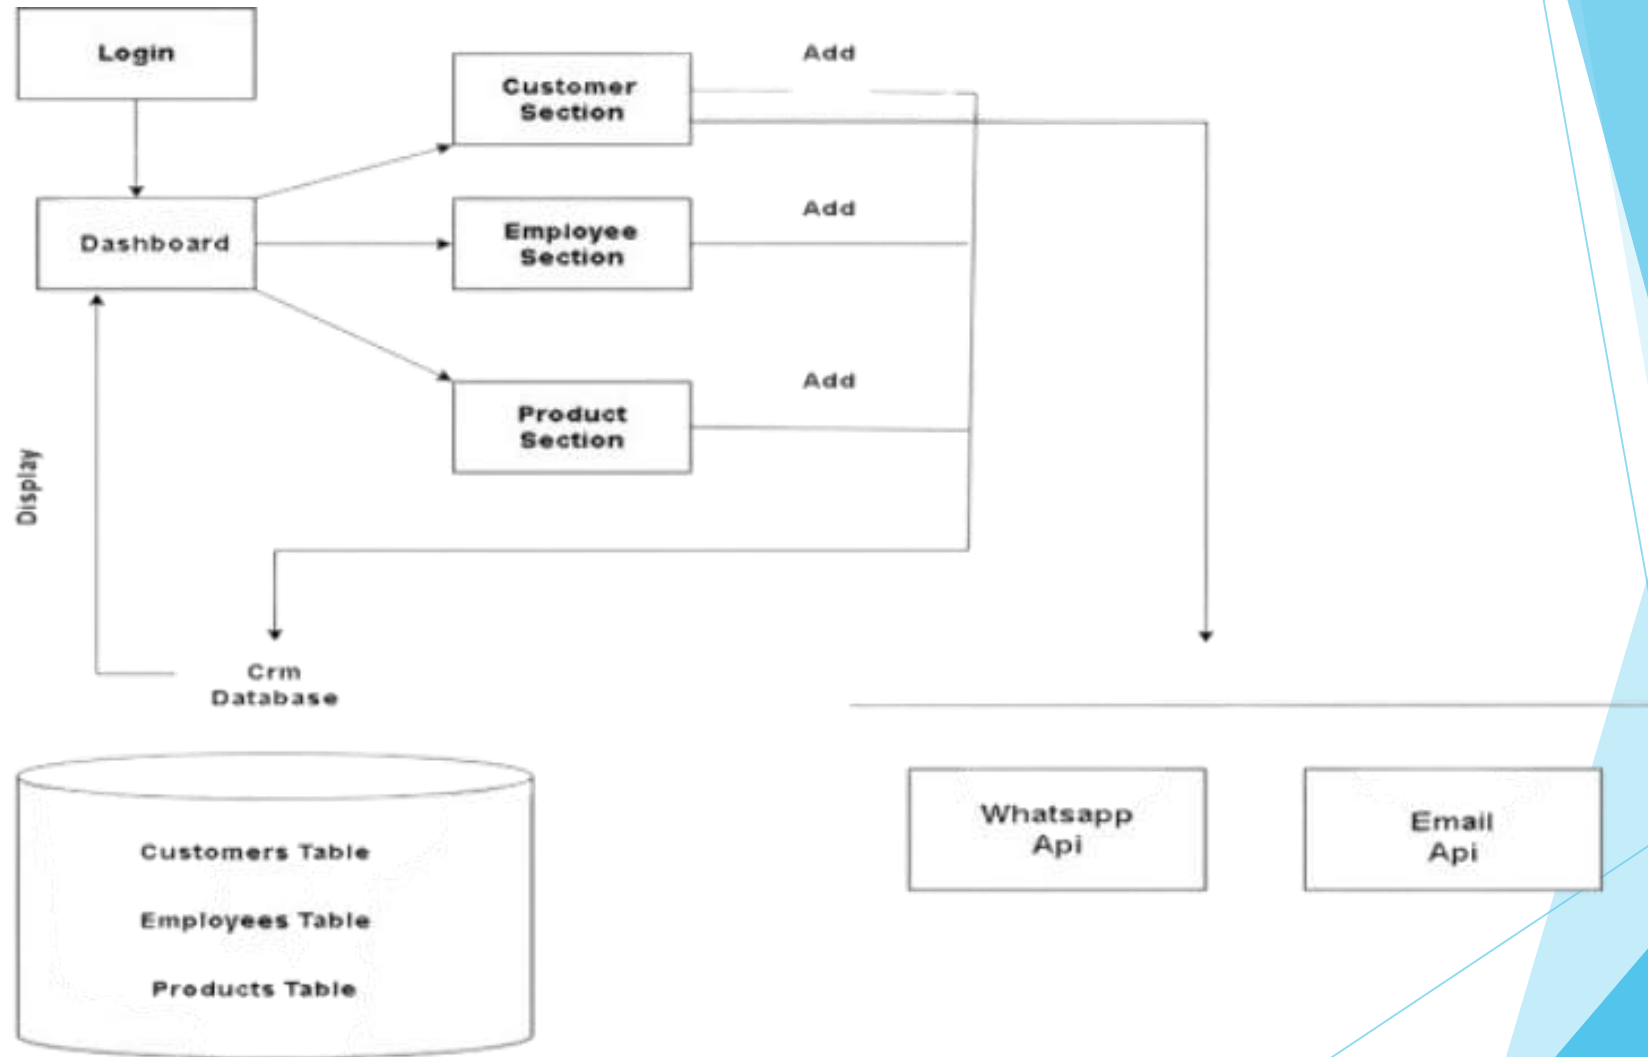 Login
Add
Customer
Section
Add
Employee
Section
Dashboard
Add
Product
Section
Display
Crm
Database
Whatsapp
Api
Email
Api
Customers Table
Employees Table
Products Table